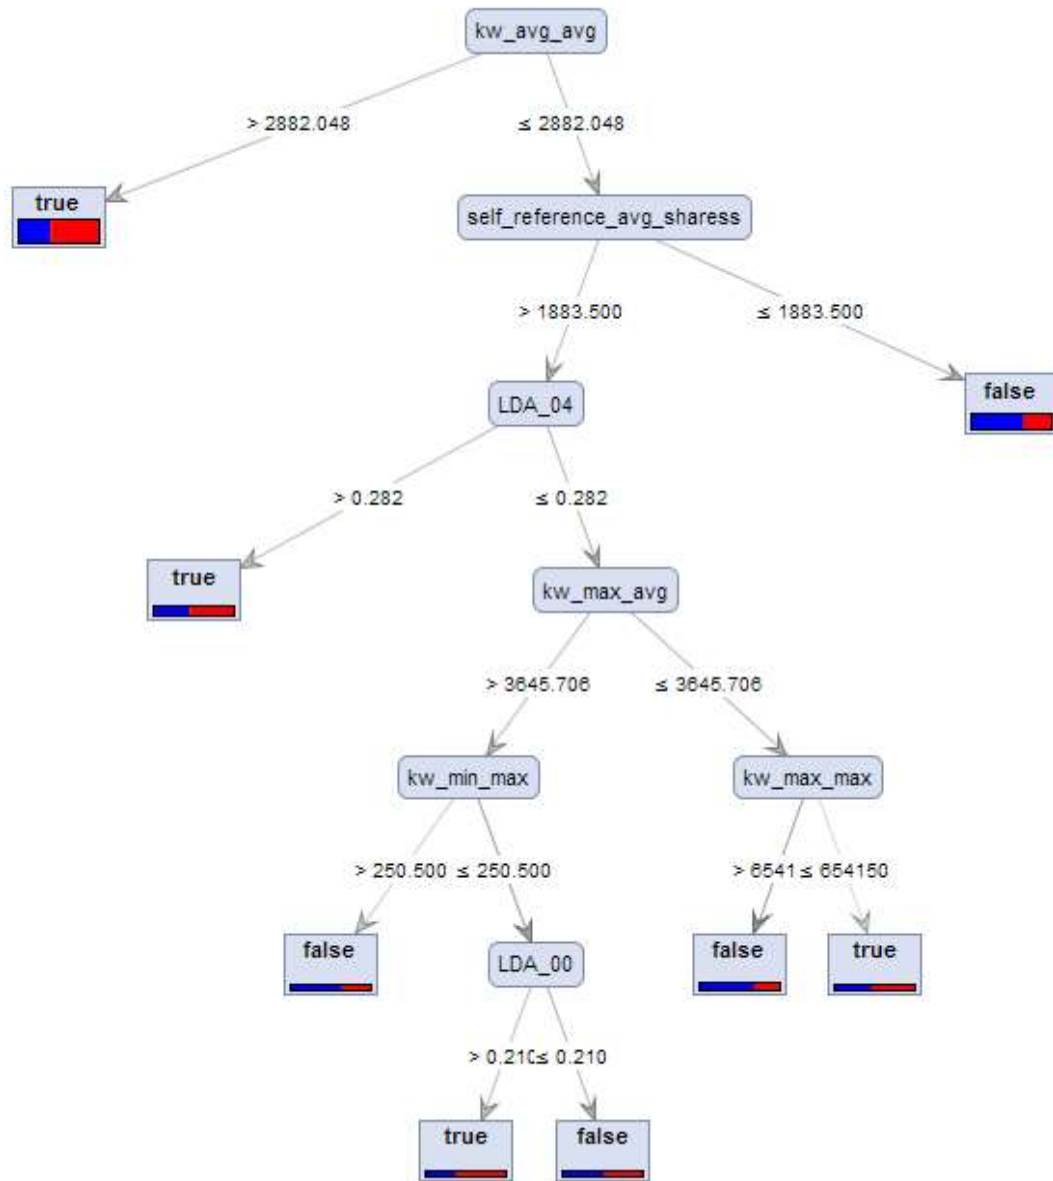 kw_avg_avg
> 2882.048 ≤ 2882.048
true
self_reference_avg_sharess
> 1883.500 ≤ 1883.500
LDA_04
false
> 0.282 ≤ 0.282
true
kw_max_avg
> 3645.706 ≤ 3645.706
kw_min_max kw_max_max
> 250.500 ≤ 250.500 > 6541 ≤ 654150
false LDA_00 false true
> 0.210 ≤ 0.210
true false